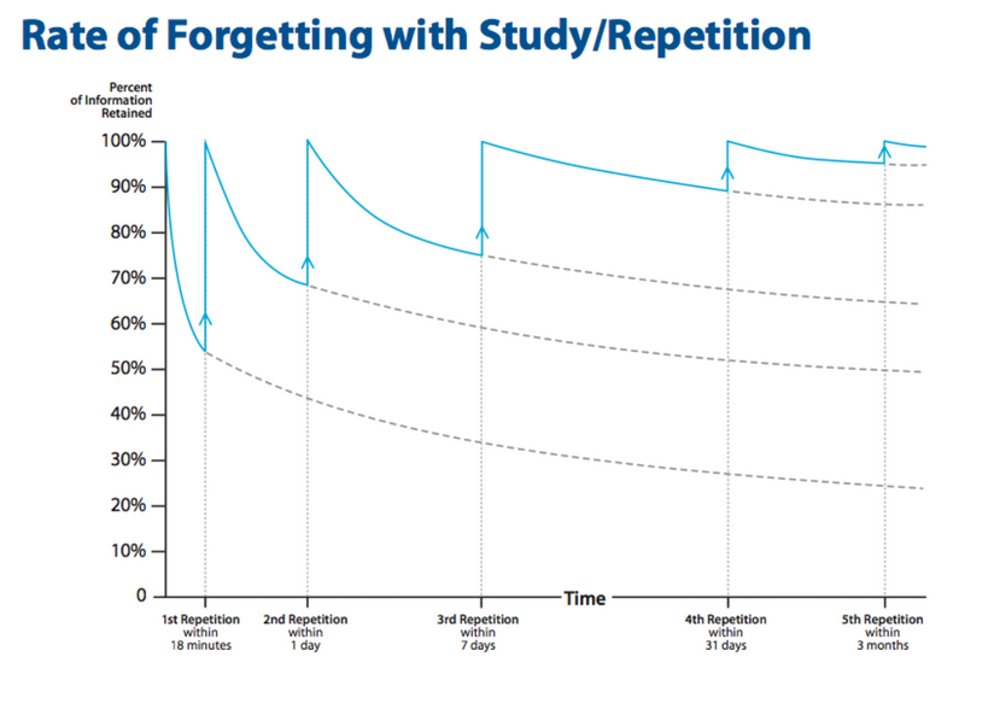 Rate of Forgetting with Study/Repetition
Percent
of Information
Retained
100%
90%
80%
70%
60%
50%
40%
30%
20%
10%
0
Time
1st Repetition
within
18 minutes
2nd Repetition
within
1 day
3rd Repetition
within
7 days
4th Repetition
within
31 days
5th Repetition
within
3 months